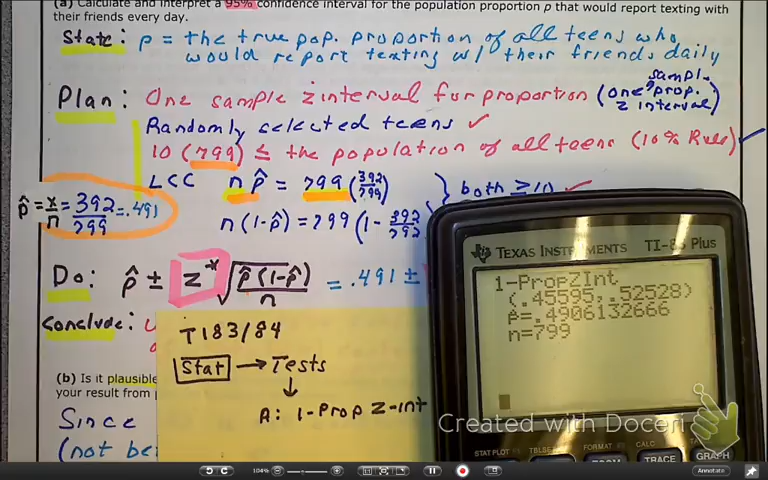 (a) Calculate and interpret a 95% confidence interval for the population proportion p that would report texting with
their friends every day.
State: p = the true pop. proportion of all teens who
would report texting w/ their friends daily
Plan: One sample z interval for proportion (one sampl. prop.
z interval)
Randomly selected teens ✓
10 (799) ≤ the population of all teens (10% Rule) ✓
LCC n p̂ = 799 (392/799) } both ≥ 10 ✓
p̂ = x/n = 392/799 = .491
n(1-p̂) = 799 (1 - 392/799)
Do: p̂ ± z* √p̂(1-p̂)/n = .491 ±
Conclude:
TI 83/84
Stat → Tests
↓
A: 1-Prop Z-int
(b) Is it plausible
your result from
Since
(not be
TEXAS INSTRUMENTS TI-83 Plus
1-PropZInt
(.45595,.52528)
p̂=.4906132666
n=799
Created with Doceri
STAT PLOT TBLSET FORMAT CALC
ZOOM TRACE GRAPH
104%
Annotate